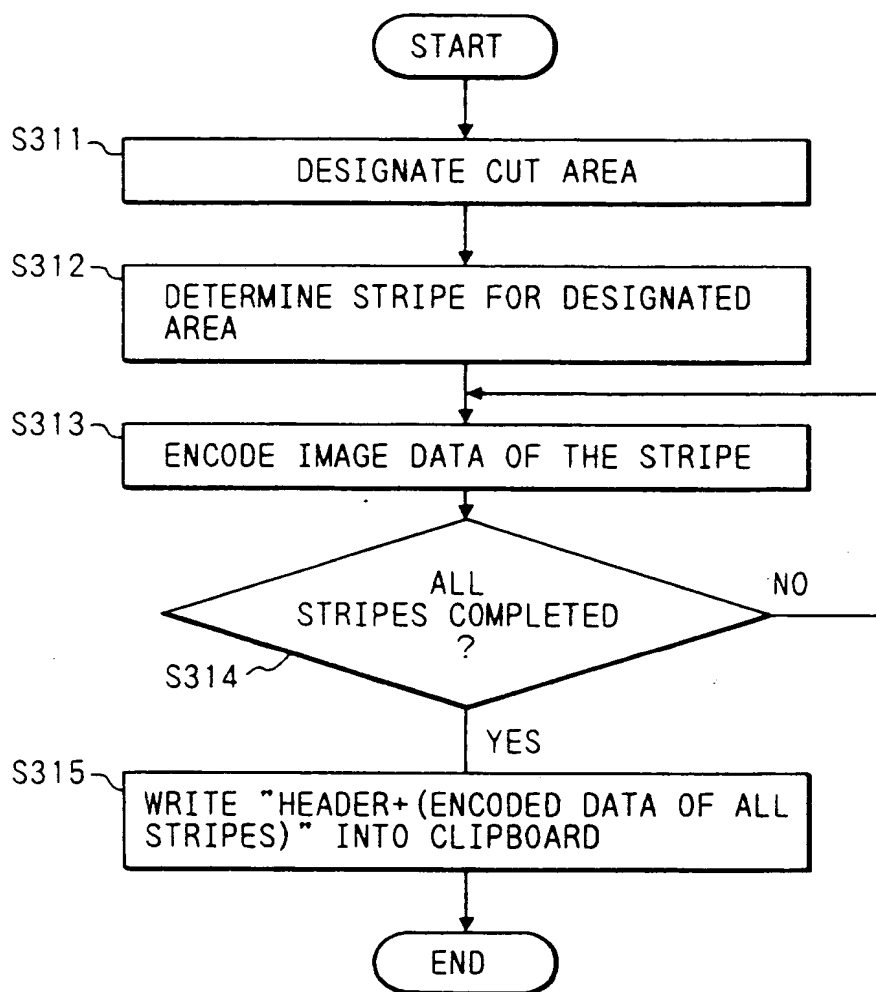 START
S311
DESIGNATE CUT AREA
S312
DETERMINE STRIPE FOR DESIGNATED
AREA
S313
ENCODE IMAGE DATA OF THE STRIPE
ALL
STRIPES COMPLETED
?
NO
S314
YES
S315
WRITE "HEADER+(ENCODED DATA OF ALL
STRIPES)" INTO CLIPBOARD
END